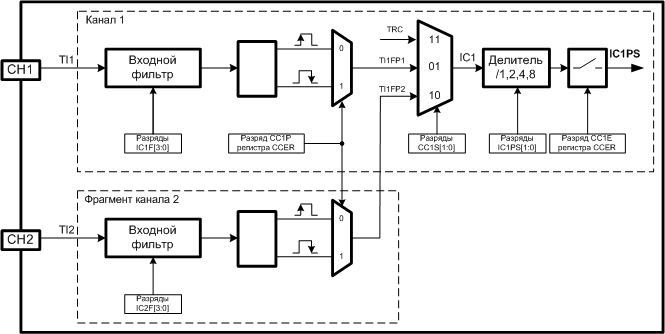 Канал 1
CH1
TI1
Входной
фильтр
0
1
TRC
TI1FP1
TI1FP2
11
01
10
IC1
Делитель
/1,2,4,8
IC1PS
Разряды
IC1F[3:0]
Разряд CC1P
регистра CCER
Разряды
CC1S[1:0]
Разряды
IC1PS[1:0]
Разряд CC1E
регистра CCER
Фрагмент канала 2
CH2
TI2
Входной
фильтр
0
1
Разряды
IC2F[3:0]